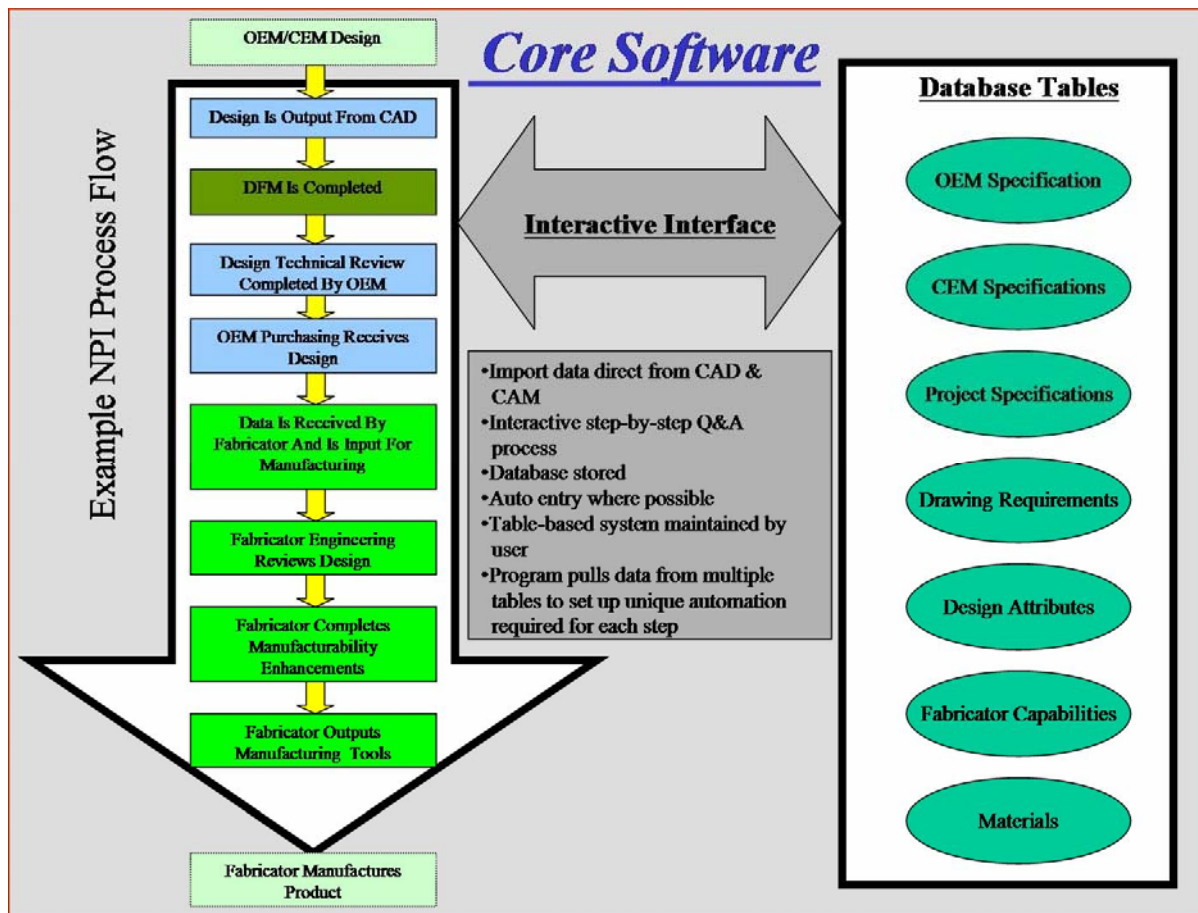 Core Software
Example NPI Process Flow
OEM/CEM Design
Design Is Output From CAD
DFM Is Completed
Design Technical Review
Completed By OEM
OEM Purchasing Receives
Design
Data Is Received By
Fabricator And Is Input For
Manufacturing
Fabricator Engineering
Reviews Design
Fabricator Completes
Manufacturability
Enhancements
Fabricator Outputs
Manufacturing Tools
Fabricator Manufactures
Product
Interactive Interface
•Import data direct from CAD &
CAM
•Interactive step-by-step Q&A
process
•Database stored
•Auto entry where possible
•Table-based system maintained by
user
•Program pulls data from multiple
tables to set up unique automation
required for each step
Database Tables
OEM Specification
CEM Specifications
Project Specifications
Drawing Requirements
Design Attributes
Fabricator Capabilities
Materials